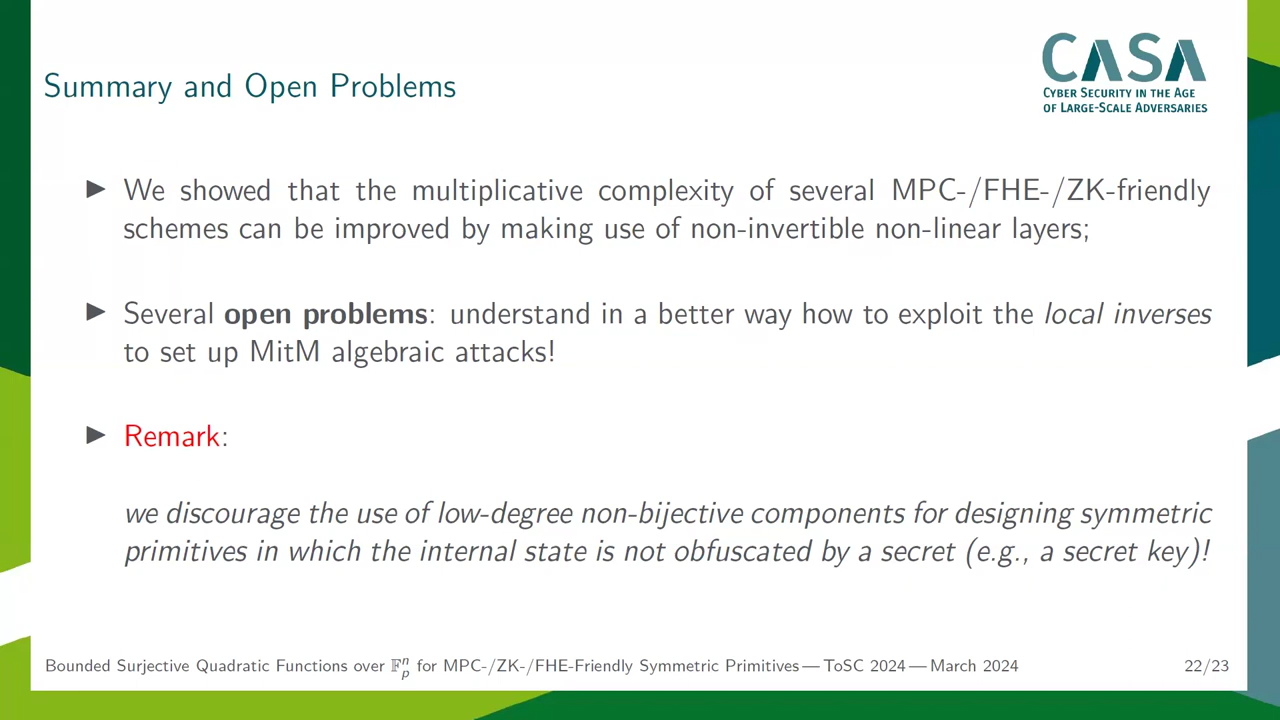 Summary and Open Problems
CASA
CYBER SECURITY IN THE AGE
OF LARGE-SCALE ADVERSARIES
▶ We showed that the multiplicative complexity of several MPC-/FHE-/ZK-friendly
schemes can be improved by making use of non-invertible non-linear layers;
▶ Several open problems: understand in a better way how to exploit the local inverses
to set up MitM algebraic attacks!
▶ Remark:
we discourage the use of low-degree non-bijective components for designing symmetric
primitives in which the internal state is not obfuscated by a secret (e.g., a secret key)!
Bounded Surjective Quadratic Functions over 𝔽ₚⁿ for MPC-/ZK-/FHE-Friendly Symmetric Primitives — ToSC 2024 — March 2024 22/23